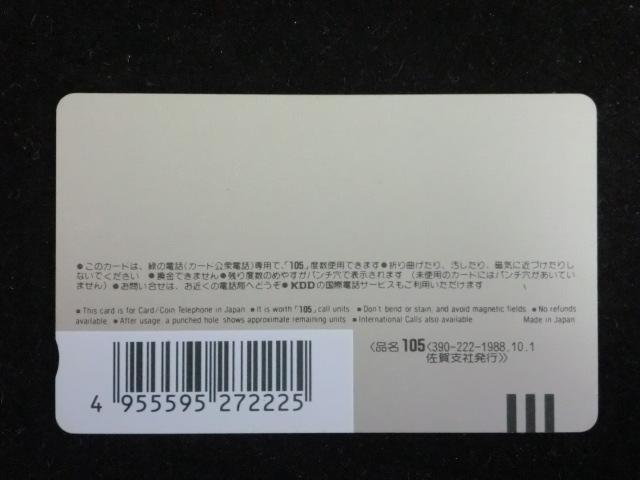 ●このカードは、緑の電話(カード公衆電話)専用で、「105」度数使用できます●折り曲げたり、汚したり、磁気に近づけたりし
ないでください ●換金できません●残り度数のめやすがパンチ穴で表示されます (未使用のカードにはパンチ穴があいてい
ません) ●お問い合せは、お近くの電話局へどうぞ ●KDDの国際電話サービスもご利用いただけます
■ This card is for Card/Coin Telephone in Japan ■ It is worth「105」call units ■ Don't bend or stain, and avoid magnetic fields ■ No refunds
available ■ After usage a punched hole shows approximate remaining units ■ International Calls also available Made in Japan
〈品名 105〈390-222-1988.10.1
佐賀支社発行〉〉
4 955595 272225